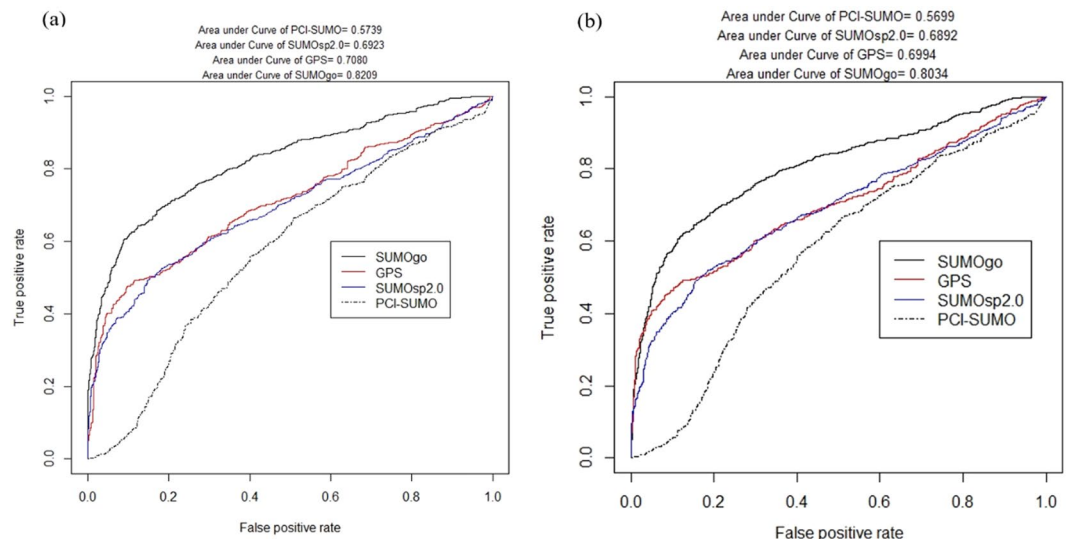 (a)
Area under Curve of PCI-SUMO= 0.5739
Area under Curve of SUMOsp2.0= 0.6923
Area under Curve of GPS= 0.7080
Area under Curve of SUMOgo= 0.8209
True positive rate
1.0
0.8
0.6
0.4
0.2
0.0
SUMOgo
GPS
SUMOsp2.0
PCI-SUMO
0.0 0.2 0.4 0.6 0.8 1.0
False positive rate
(b)
Area under Curve of PCI-SUMO= 0.5699
Area under Curve of SUMOsp2.0= 0.6892
Area under Curve of GPS= 0.6994
Area under Curve of SUMOgo= 0.8034
True positive rate
1.0
0.8
0.6
0.4
0.2
0.0
SUMOgo
GPS
SUMOsp2.0
PCI-SUMO
0.0 0.2 0.4 0.6 0.8 1.0
False positive rate